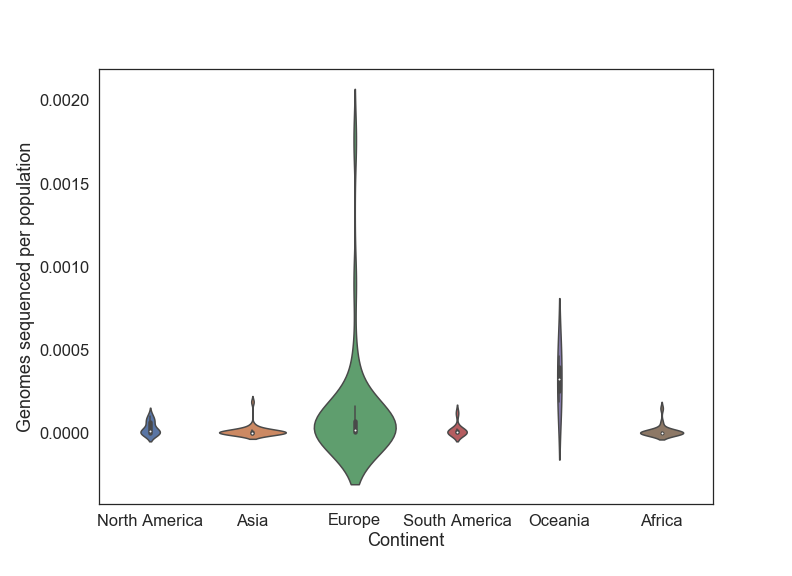 Genomes sequenced per population
0.0020
0.0015
0.0010
0.0005
0.0000
North America Asia Europe South America Oceania Africa
Continent